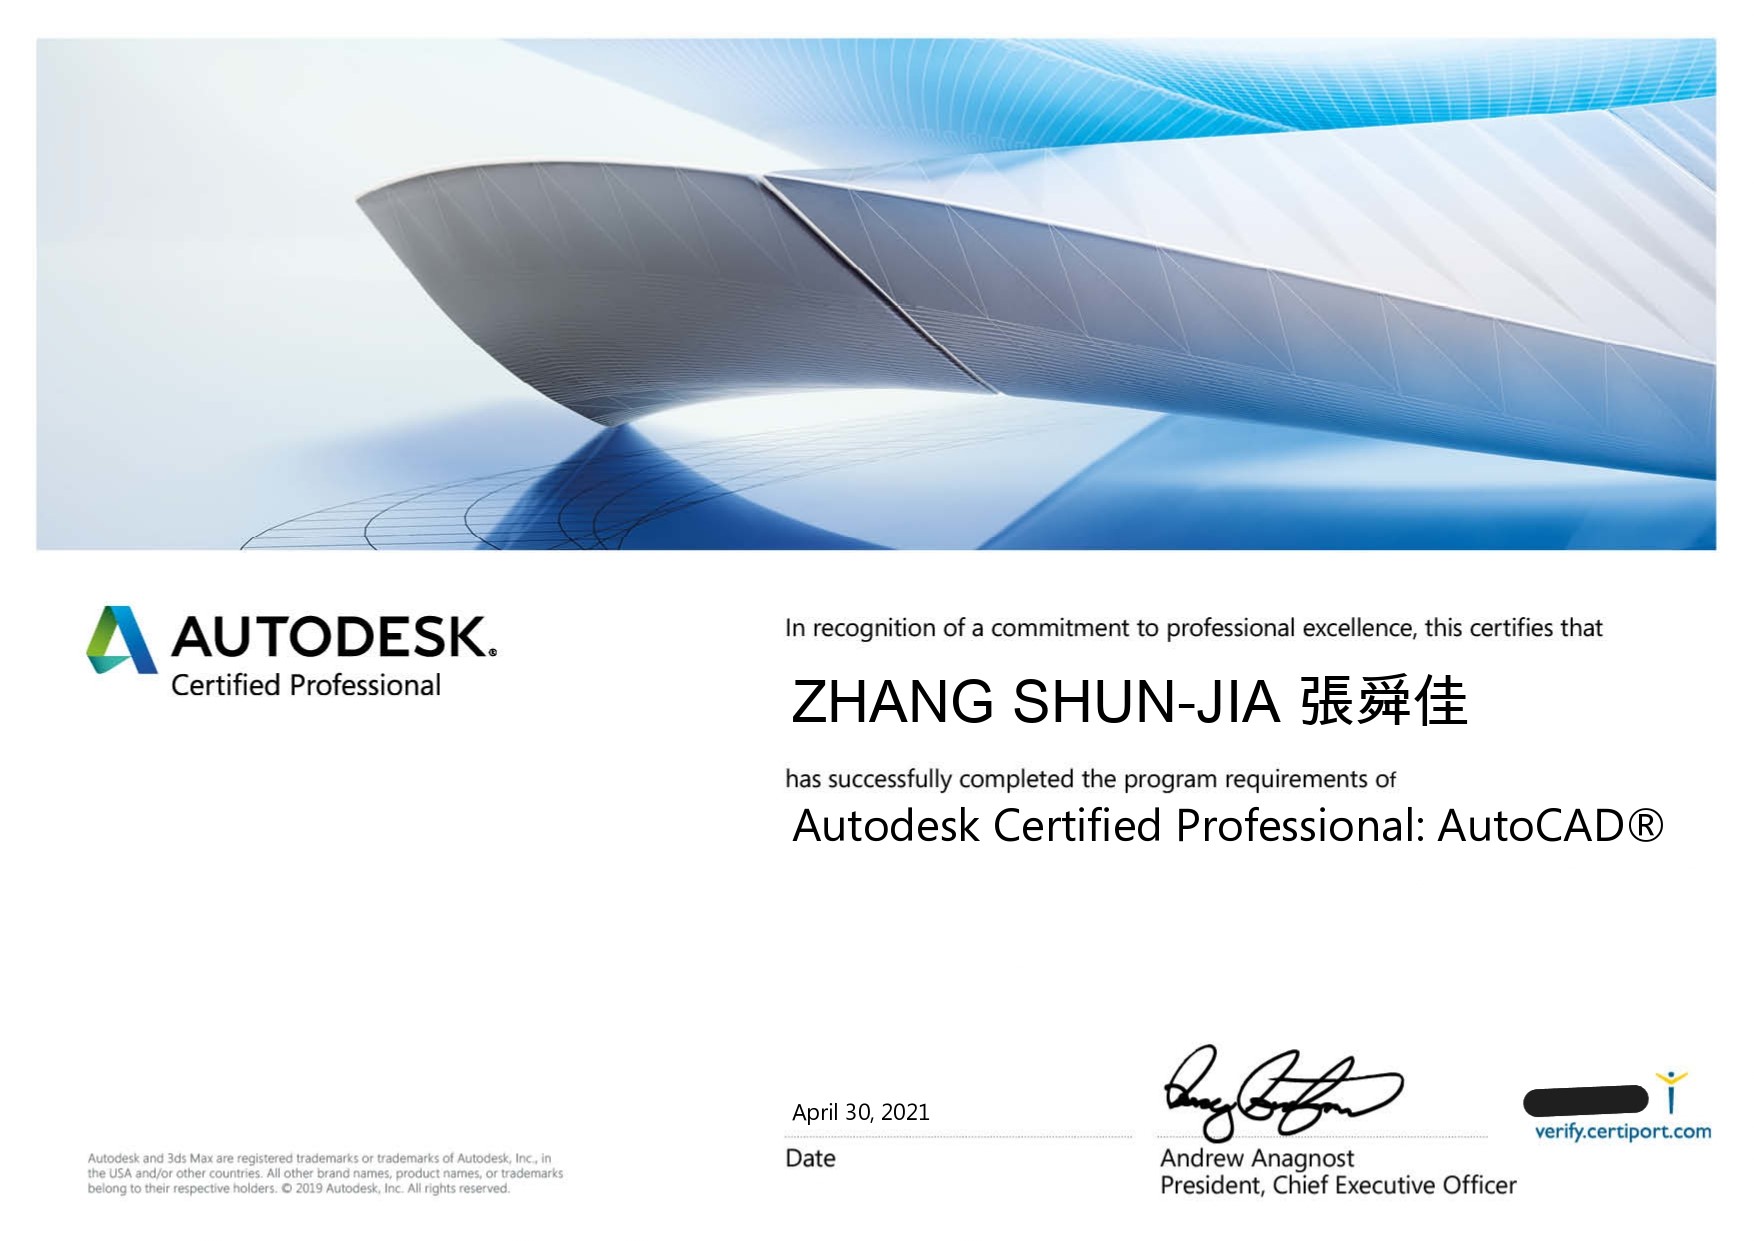 AUTODESK®
Certified Professional
In recognition of a commitment to professional excellence, this certifies that
ZHANG SHUN-JIA 張舜佳
has successfully completed the program requirements of
Autodesk Certified Professional: AutoCAD®
April 30, 2021
Date
Andrew Anagnost
President, Chief Executive Officer
verify.certiport.com
Autodesk and 3ds Max are registered trademarks or trademarks of Autodesk, Inc., in
the USA and/or other countries. All other brand names, product names, or trademarks
belong to their respective holders. © 2019 Autodesk, Inc. All rights reserved.